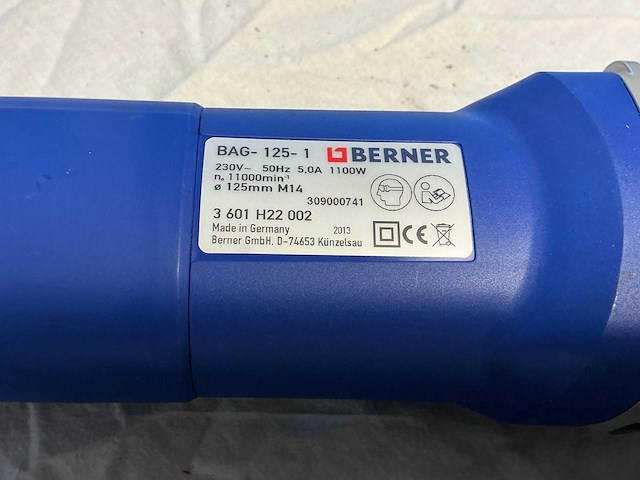 BAG- 125- 1 BERNER
230V~ 50Hz 5,0A 1100W
n₀ 11000min⁻¹
ø 125mm M14
309000741
3 601 H22 002
Made in Germany 2013
Berner GmbH, D-74653 Künzelsau CE